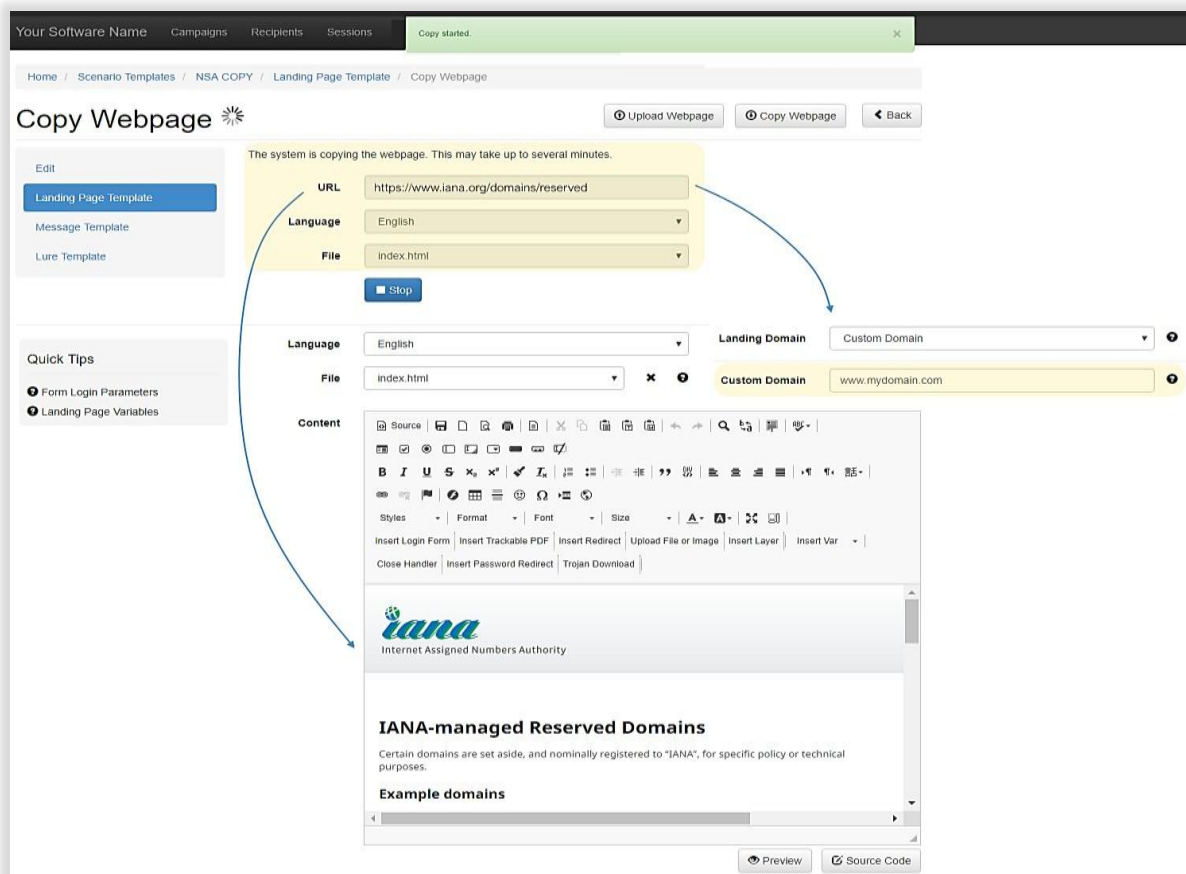 Your Software Name Campaigns Recipients Sessions
Copy started. ×
Home / Scenario Templates / NSA COPY / Landing Page Template / Copy Webpage
Copy Webpage
Upload Webpage Copy Webpage Back
The system is copying the webpage. This may take up to several minutes.
Edit
Landing Page Template
Message Template
Lure Template
URL https://www.iana.org/domains/reserved
Language English
File index.html
Stop
Quick Tips
Form Login Parameters
Landing Page Variables
Language English
File index.html
Landing Domain Custom Domain
Custom Domain www.mydomain.com
Content
Source
B I U S x₂ x² Iₓ
Styles Format Font Size A A
Insert Login Form Insert Trackable PDF Insert Redirect Upload File or Image Insert Layer Insert Var
Close Handler Insert Password Redirect Trojan Download
iana
Internet Assigned Numbers Authority
IANA-managed Reserved Domains
Certain domains are set aside, and nominally registered to “IANA”, for specific policy or technical
purposes.
Example domains
Preview Source Code